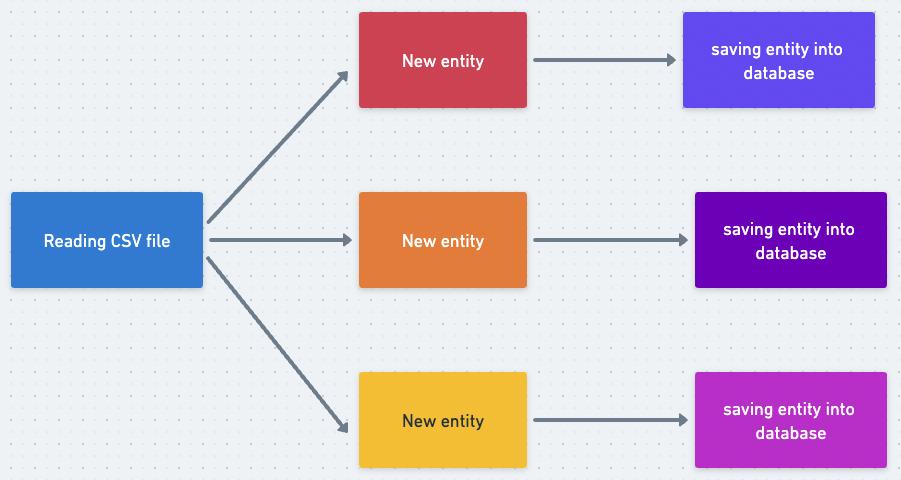 New entity
saving entity into
database
Reading CSV file
New entity
saving entity into
database
New entity
saving entity into
database